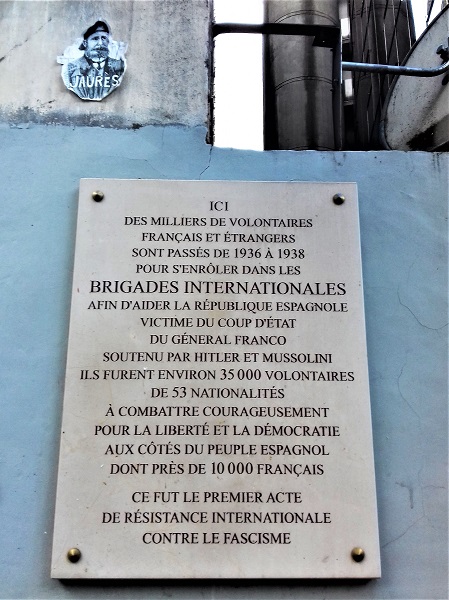 JAURÈS
ICI
DES MILLIERS DE VOLONTAIRES
FRANÇAIS ET ÉTRANGERS
SONT PASSÉS DE 1936 À 1938
POUR S'ENRÔLER DANS LES
BRIGADES INTERNATIONALES
AFIN D'AIDER LA RÉPUBLIQUE ESPAGNOLE
VICTIME DU COUP D'ÉTAT
DU GÉNERAL FRANCO
SOUTENU PAR HITLER ET MUSSOLINI
ILS FURENT ENVIRON 35 000 VOLONTAIRES
DE 53 NATIONALITÉS
À COMBATTRE COURAGEUSEMENT
POUR LA LIBERTÉ ET LA DÉMOCRATIE
AUX CÔTÉS DU PEUPLE ESPAGNOL
DONT PRÈS DE 10 000 FRANÇAIS
CE FUT LE PREMIER ACTE
DE RÉSISTANCE INTERNATIONALE
CONTRE LE FASCISME